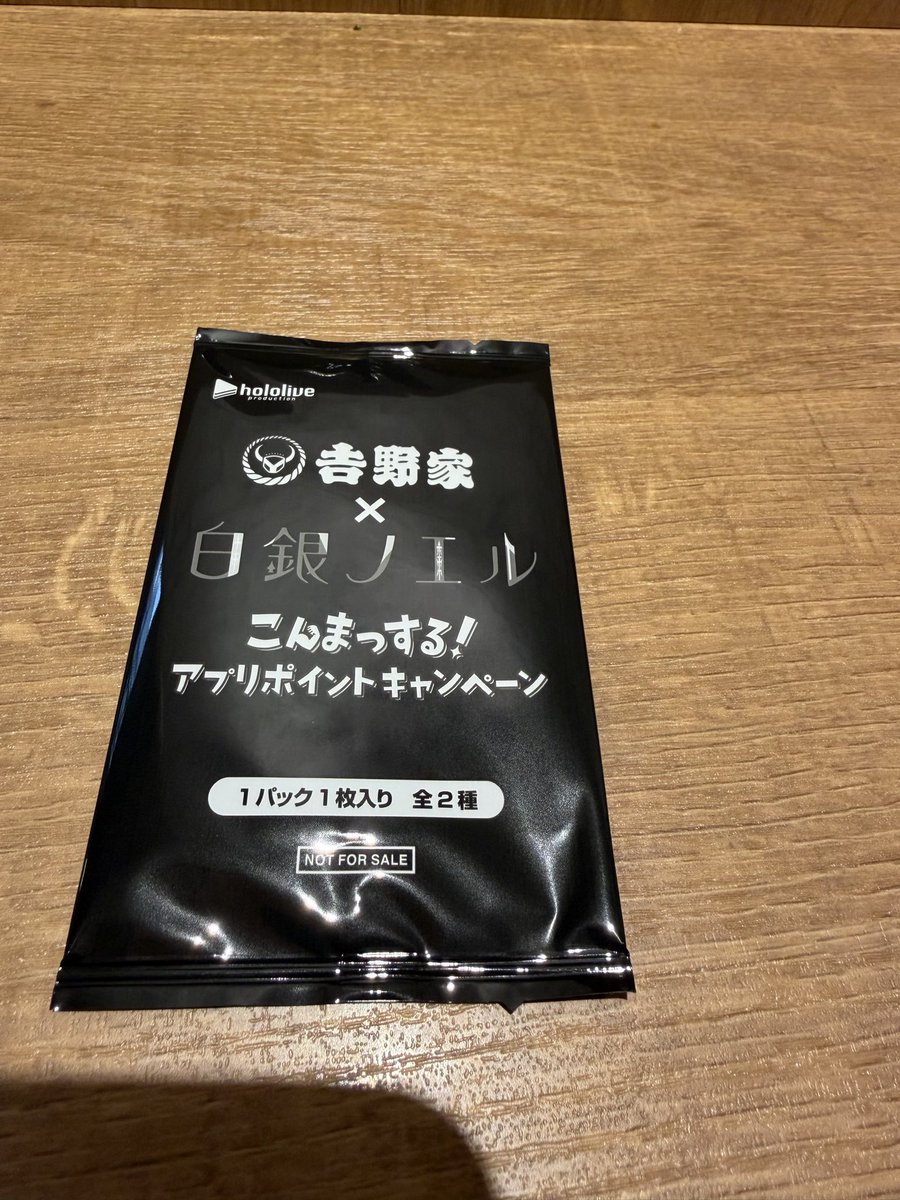 hololive
production
吉野家
×
白銀ノエル
こんまっする!
アプリポイントキャンペーン
1パック1枚入り 全2種
NOT FOR SALE